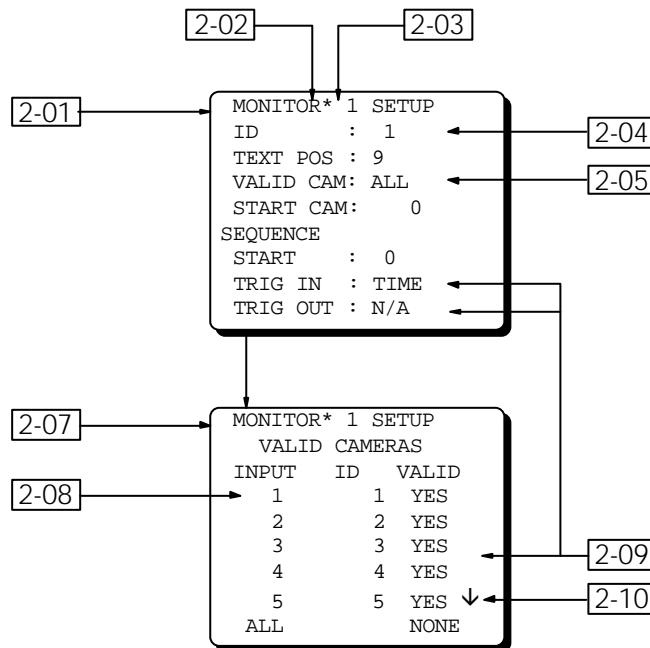 2-02 2-03
2-01
MONITOR* 1 SETUP
ID : 1
2-04
TEXT POS : 9
VALID CAM: ALL
2-05
START CAM: 0
SEQUENCE
START : 0
TRIG IN : TIME
TRIG OUT : N/A
2-07
MONITOR* 1 SETUP
VALID CAMERAS
INPUT ID VALID
2-08
1 1 YES
2 2 YES
3 3 YES
2-09
4 4 YES
5 5 YES ↓
2-10
ALL NONE